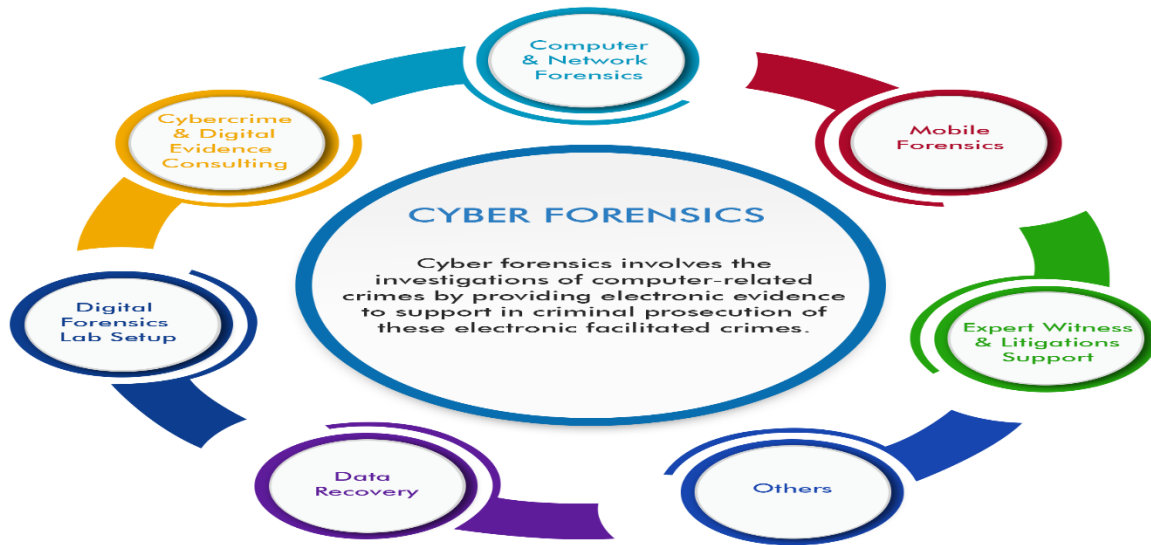 Computer
& Network
Forensics
Mobile
Forensics
Expert Witness
& Litigations
Support
Others
Data
Recovery
Digital
Forensics
Lab Setup
Cybercrime
& Digital
Evidence
Consulting
CYBER FORENSICS
Cyber forensics involves the
investigations of computer-related
crimes by providing electronic evidence
to support in criminal prosecution of
these electronic facilitated crimes.